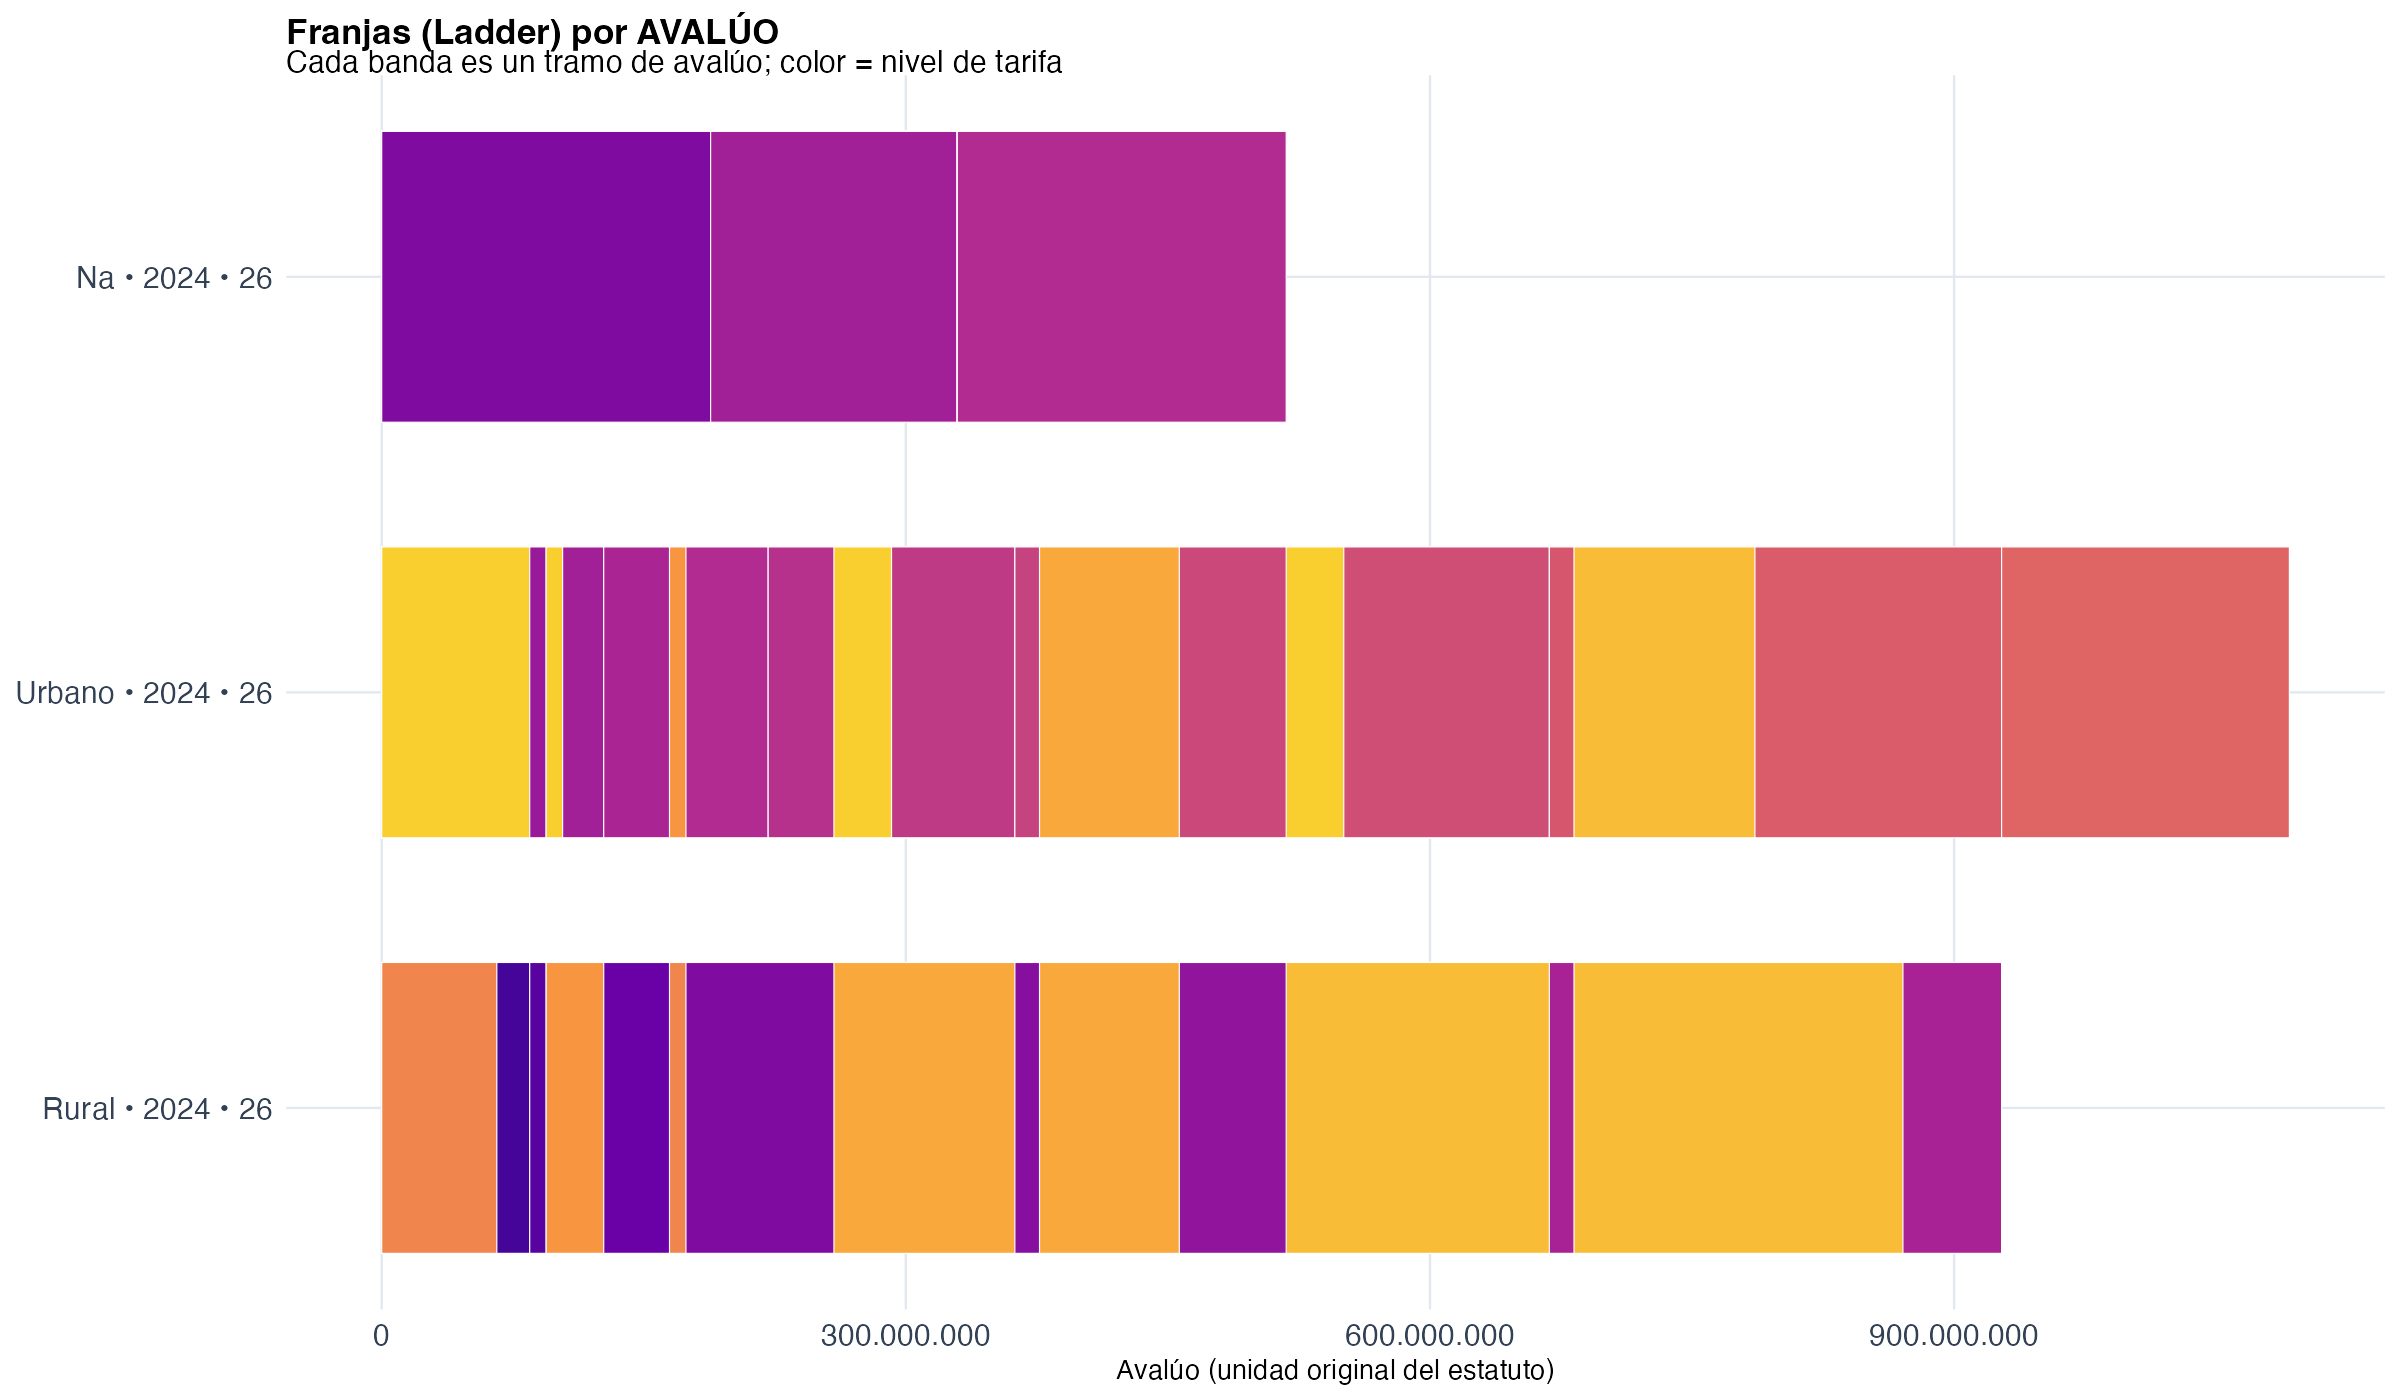 Franjas (Ladder) por AVALÚO
Cada banda es un tramo de avalúo; color = nivel de tarifa
Na • 2024 • 26
Urbano • 2024 • 26
Rural • 2024 • 26
0 300.000.000 600.000.000 900.000.000
Avalúo (unidad original del estatuto)